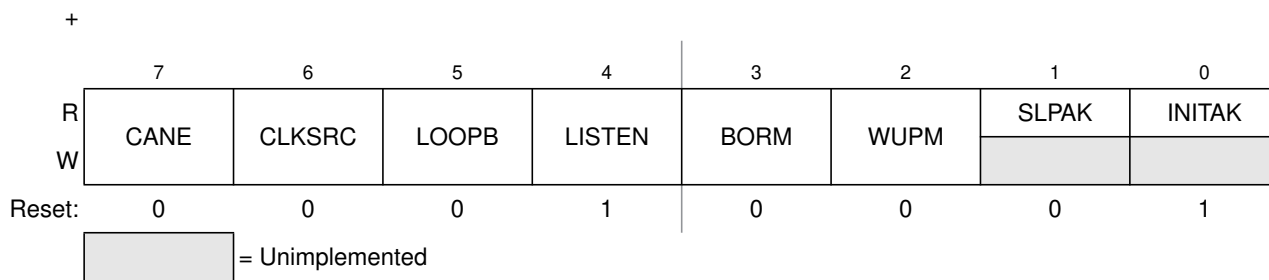 +
7 6 5 4 3 2 1 0
R SLPAK INITAK
CANE CLKSRC LOOPB LISTEN BORM WUPM
W
Reset: 0 0 0 1 0 0 0 1
= Unimplemented